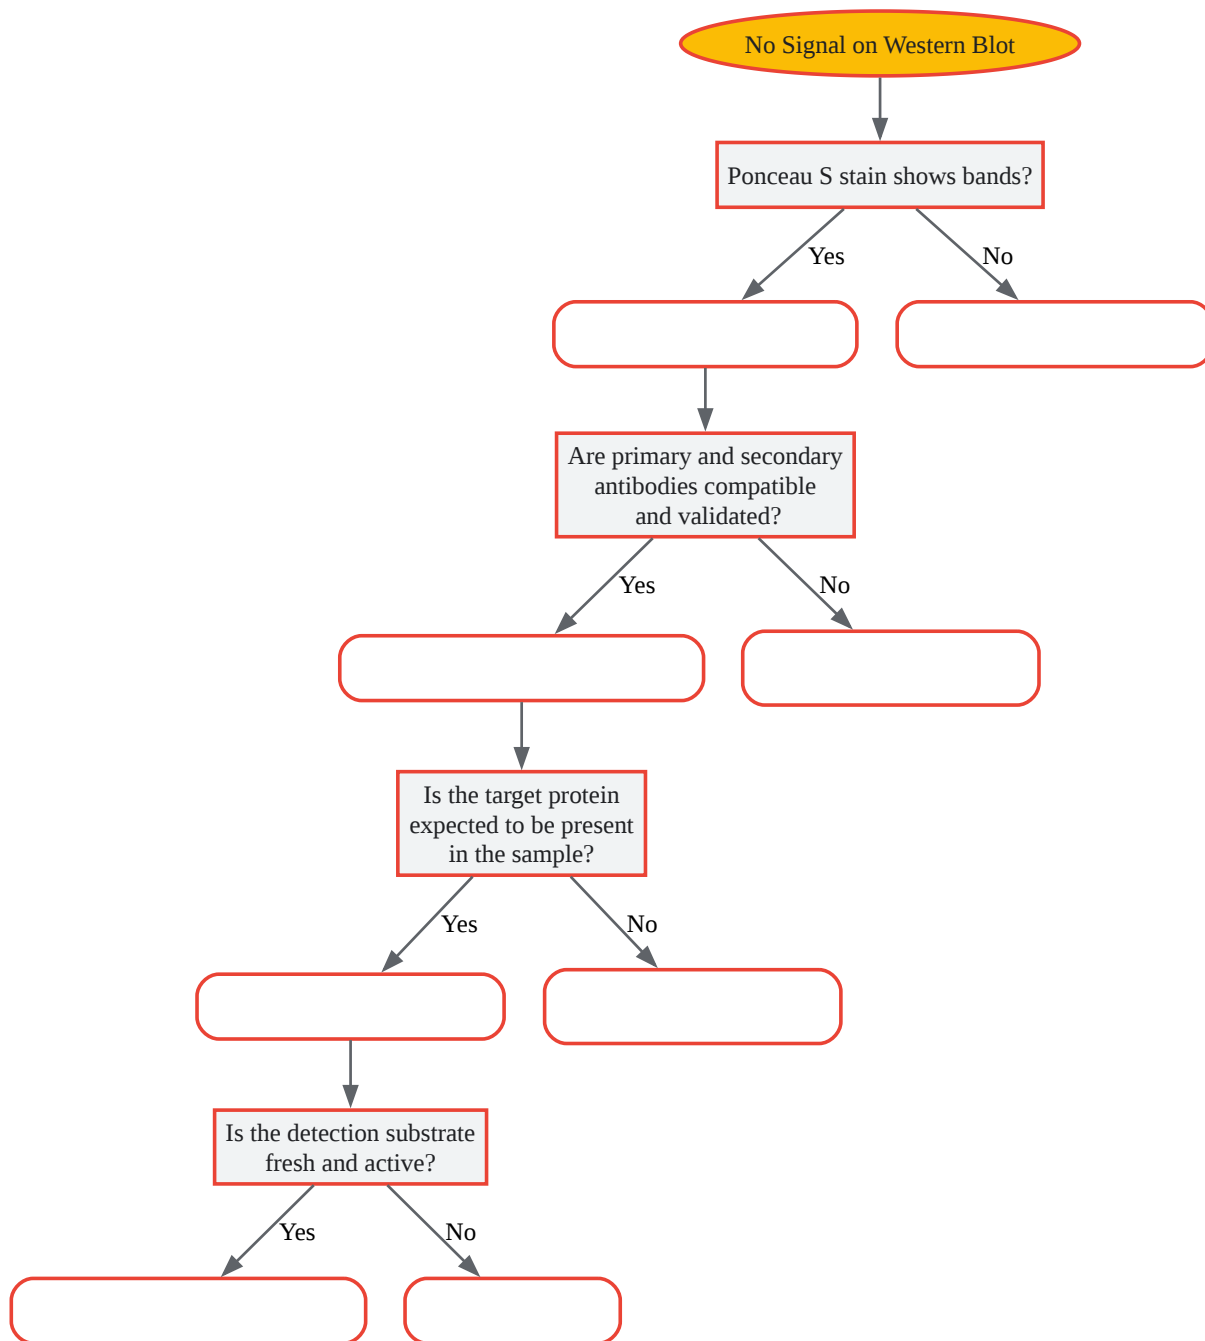 No Signal on Western Blot
Ponceau S stain shows bands?
Yes
No
Are primary and secondary
antibodies compatible
and validated?
Yes
No
Is the target protein
expected to be present
in the sample?
Yes
No
Is the detection substrate
fresh and active?
Yes
No